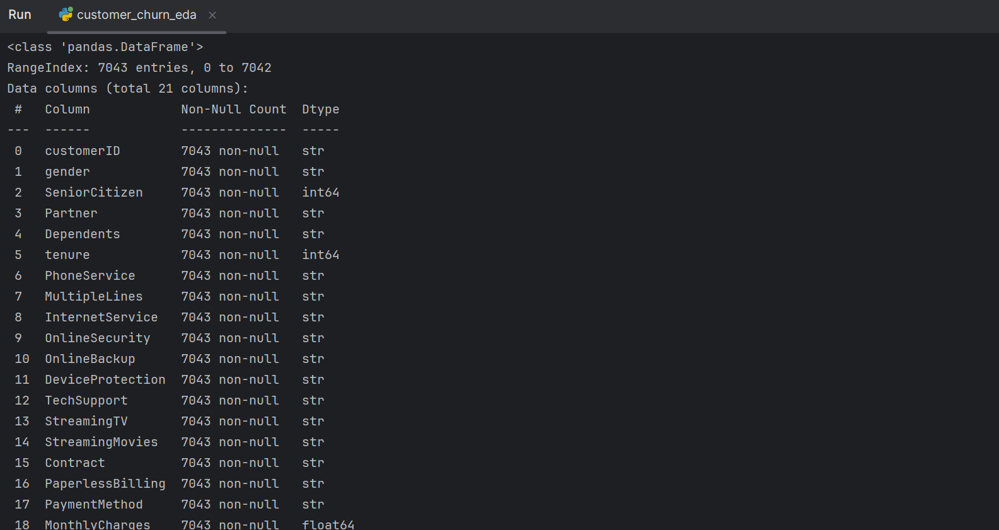 Run customer_churn_eda
<class 'pandas.DataFrame'>
RangeIndex: 7043 entries, 0 to 7042
Data columns (total 21 columns):
 #   Column            Non-Null Count  Dtype
---  ------            --------------  -----
 0   customerID        7043 non-null   str
 1   gender            7043 non-null   str
 2   SeniorCitizen     7043 non-null   int64
 3   Partner           7043 non-null   str
 4   Dependents        7043 non-null   str
 5   tenure            7043 non-null   int64
 6   PhoneService      7043 non-null   str
 7   MultipleLines     7043 non-null   str
 8   InternetService   7043 non-null   str
 9   OnlineSecurity    7043 non-null   str
 10  OnlineBackup      7043 non-null   str
 11  DeviceProtection  7043 non-null   str
 12  TechSupport       7043 non-null   str
 13  StreamingTV       7043 non-null   str
 14  StreamingMovies   7043 non-null   str
 15  Contract          7043 non-null   str
 16  PaperlessBilling  7043 non-null   str
 17  PaymentMethod     7043 non-null   str
 18  MonthlyCharges    7043 non-null   float64